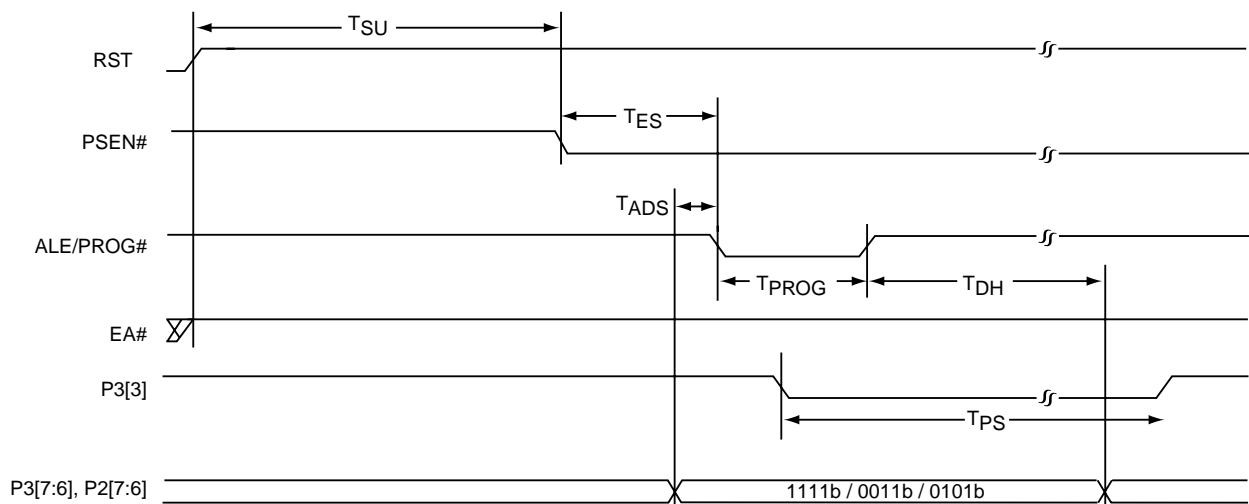 TSU
RST
TES
PSEN#
TADS
ALE/PROG#
TPROG
TDH
EA#
P3[3]
TPS
P3[7:6], P2[7:6]
1111b / 0011b / 0101b